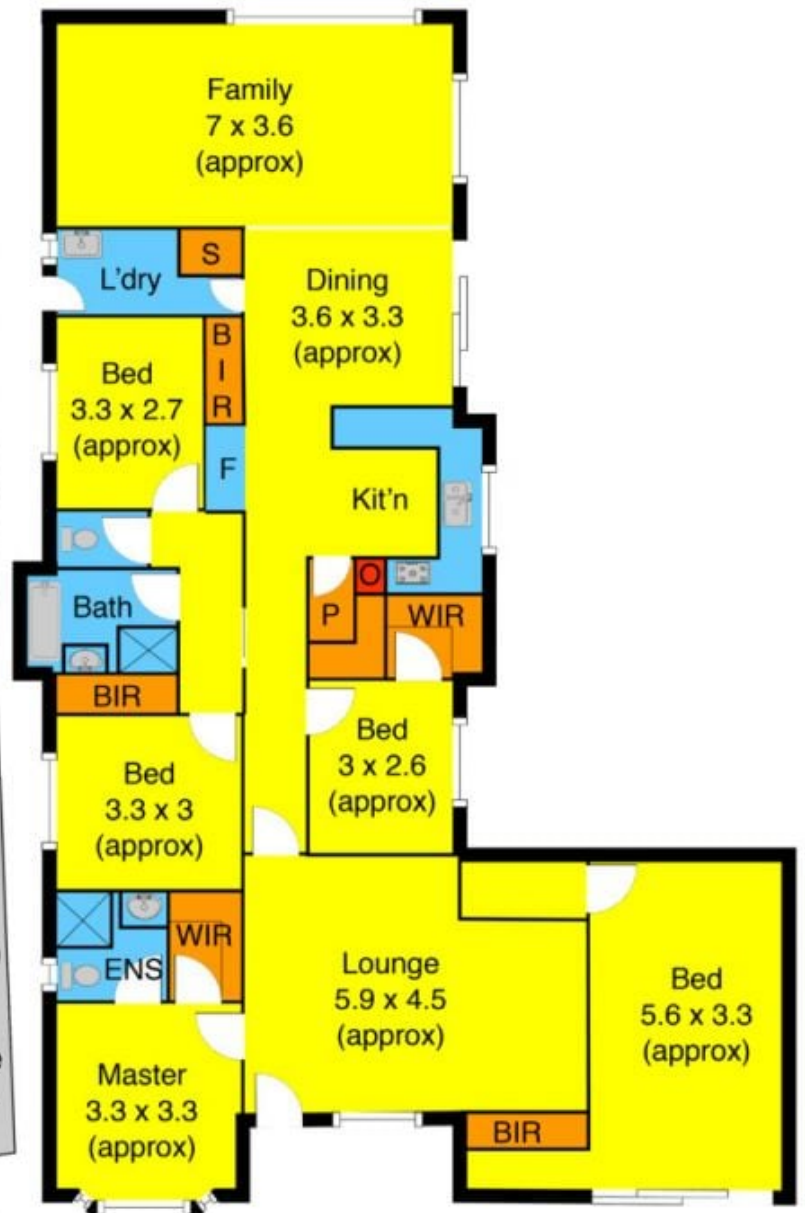 Family
7 x 3.6
(approx)
S
L'dry
Dining
3.6 x 3.3
(approx)
B
I
R
Bed
3.3 x 2.7
(approx)
F
Kit'n
O
P
WIR
Bath
BIR
Bed
3 x 2.6
(approx)
Bed
3.3 x 3
(approx)
WIR
ENS
Lounge
5.9 x 4.5
(approx)
Bed
5.6 x 3.3
(approx)
Master
3.3 x 3.3
(approx)
BIR